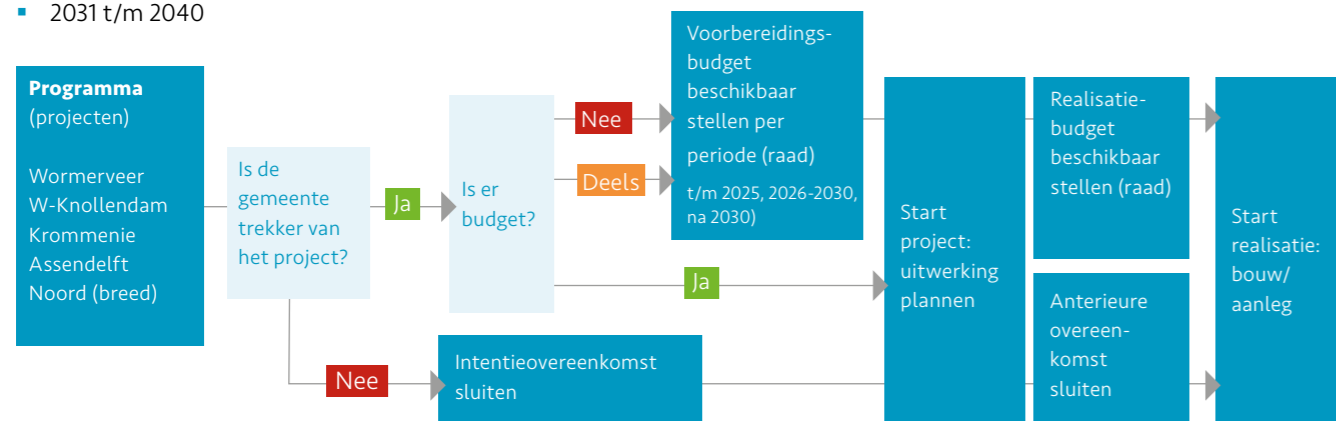 ▪ 2031 t/m 2040
Programma
(projecten)
Wormerveer
W-Knollendam
Krommenie
Assendelft
Noord (breed)
Is de
gemeente
trekker van
het project?
Ja
Nee
Is er
budget?
Nee
Deels
Ja
Voorbereidings-
budget
beschikbaar
stellen per
periode (raad)
t/m 2025, 2026-2030,
na 2030)
Intentieovereenkomst
sluiten
Start
project:
uitwerking
plannen
Realisatie-
budget
beschikbaar
stellen (raad)
Anterieure
overeen-
komst
sluiten
Start
realisatie:
bouw/
aanleg